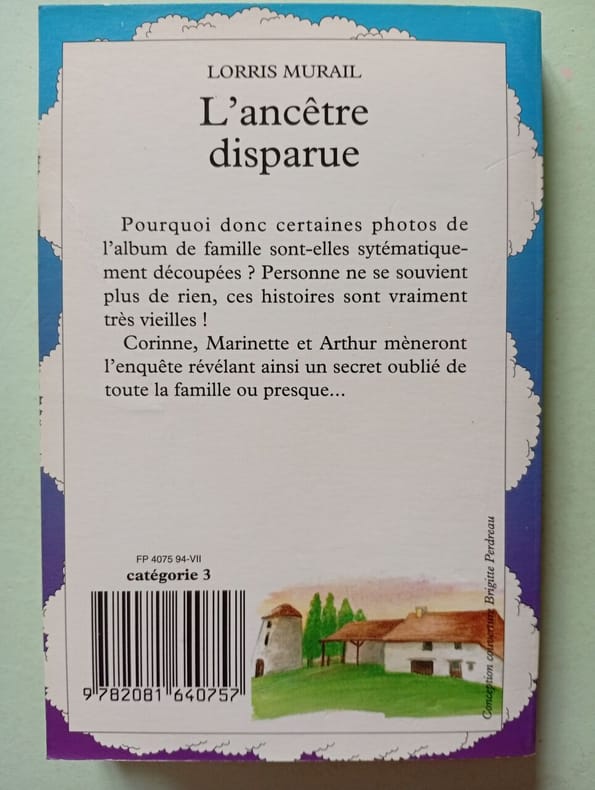 LORRIS MURAIL
L'ancêtre
disparue
Pourquoi donc certaines photos de
l'album de famille sont-elles sytématique-
ment découpées ? Personne ne se souvient
plus de rien, ces histoires sont vraiment
très vieilles !
Corinne, Marinette et Arthur mèneront
l'enquête révélant ainsi un secret oublié de
toute la famille ou presque...
FP 4075 94-VII
catégorie 3
9 782081 640757
Conception couverture Brigitte Perdreau